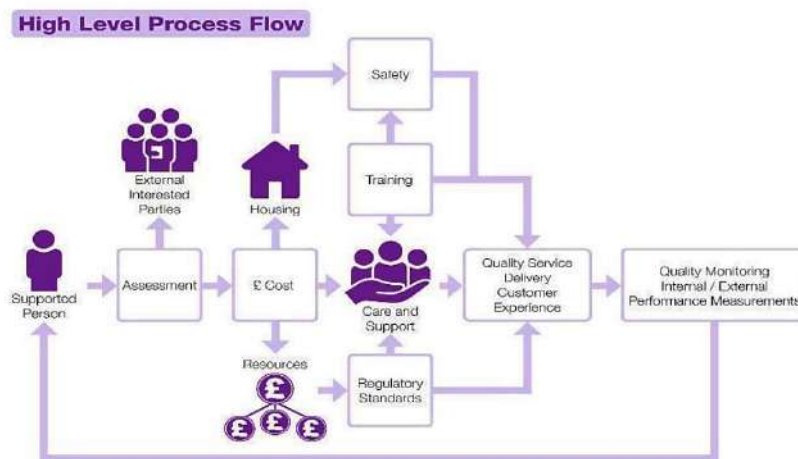 High Level Process Flow
Safety
External
Interested
Parties
Housing
Training
Supported
Person
Assessment
£ Cost
Care and
Support
Quality Service
Delivery
Customer
Experience
Quality Monitoring
Internal / External
Performance Measurements
Resources
£
£
£
£
Regulatory
Standards